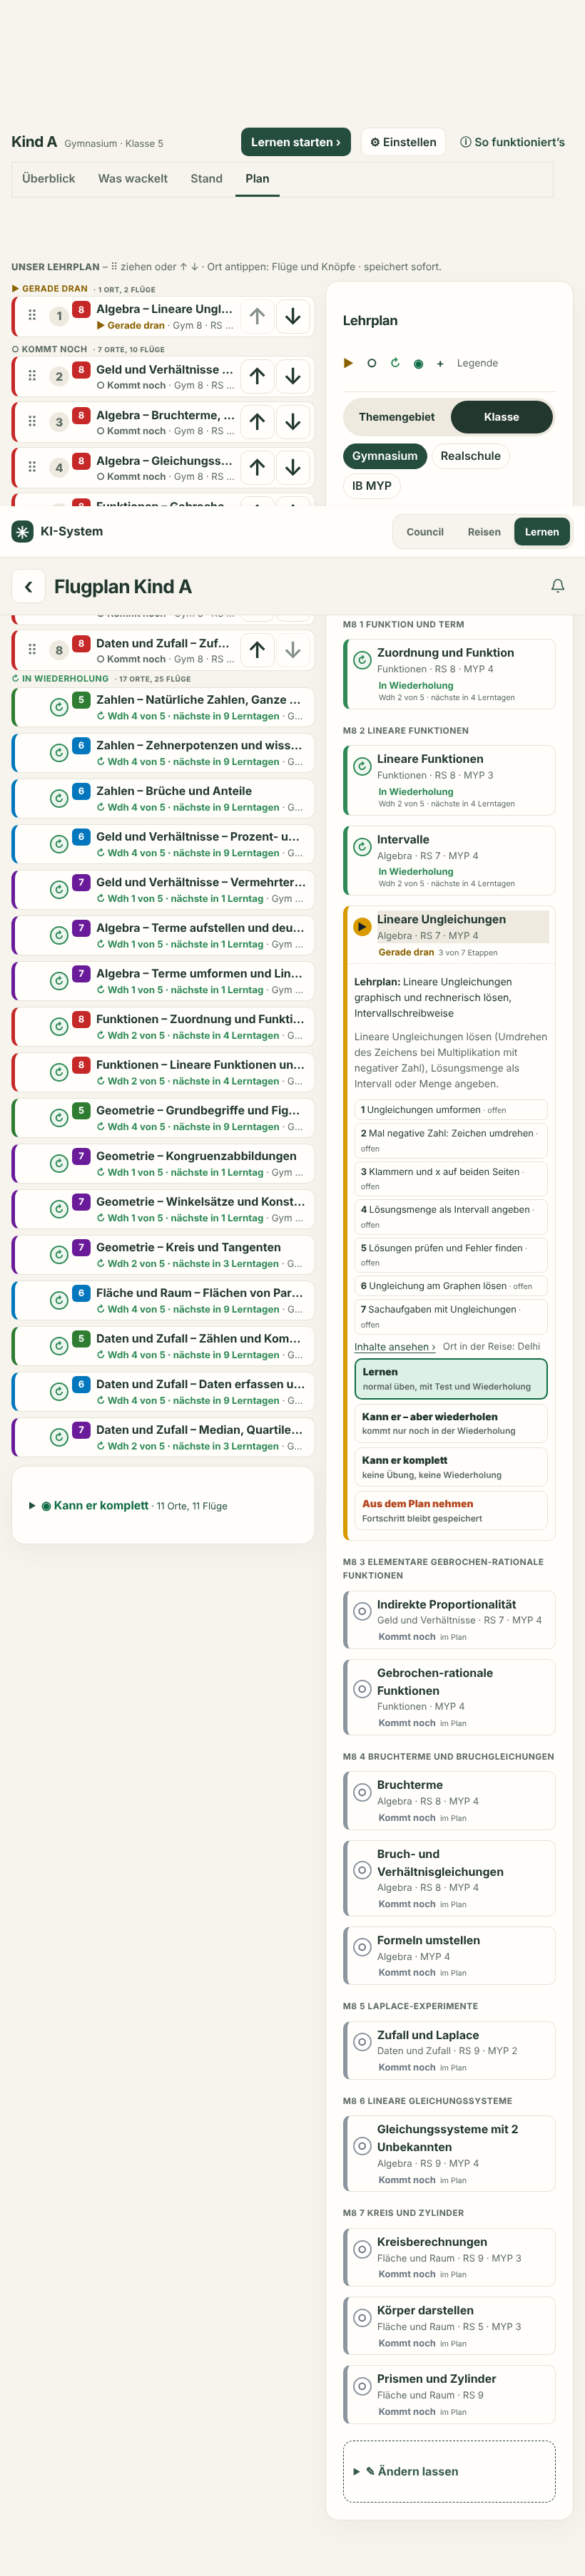 Kind A Gymnasium · Klasse 5
Lernen starten ›
⚙ Einstellen
ⓘ So funktioniert’s
Überblick
Was wackelt
Stand
Plan
UNSER LEHRPLAN – ⠿ ziehen oder ↑ ↓ · Ort antippen: Flüge und Knöpfe · speichert sofort.
▶ GERADE DRAN · 1 ORT, 2 FLÜGE
⠿ 1 8 Algebra – Lineare Ungl... ↑ ↓
▶ Gerade dran · Gym 8 · RS ...
○ KOMMT NOCH · 7 ORTE, 10 FLÜGE
⠿ 2 8 Geld und Verhältnisse ... ↑ ↓
○ Kommt noch · Gym 8 · RS ...
⠿ 3 8 Algebra – Bruchterme, ... ↑ ↓
○ Kommt noch · Gym 8 · RS ...
⠿ 4 8 Algebra – Gleichungss... ↑ ↓
○ Kommt noch · Gym 8 · RS ...
Lehrplan
▶ ○ ↻ ◉ + Legende
Themengebiet
Klasse
Gymnasium
Realschule
IB MYP
KI-System
Council
Reisen
Lernen
‹ Flugplan Kind A
⠿ 8 8 Daten und Zufall – Zuf... ↑ ↓
○ Kommt noch · Gym 8 · RS ...
↻ IN WIEDERHOLUNG · 17 ORTE, 25 FLÜGE
5 Zahlen – Natürliche Zahlen, Ganze ...
↻ Wdh 4 von 5 · nächste in 9 Lerntagen · G...
6 Zahlen – Zehnerpotenzen und wiss...
↻ Wdh 4 von 5 · nächste in 9 Lerntagen · G...
6 Zahlen – Brüche und Anteile
↻ Wdh 4 von 5 · nächste in 9 Lerntagen · G...
6 Geld und Verhältnisse – Prozent- u...
↻ Wdh 4 von 5 · nächste in 9 Lerntagen · G...
7 Geld und Verhältnisse – Vermehrter...
↻ Wdh 1 von 5 · nächste in 1 Lerntag · Gym ...
7 Algebra – Terme aufstellen und deu...
↻ Wdh 1 von 5 · nächste in 1 Lerntag · Gym ...
7 Algebra – Terme umformen und Lin...
↻ Wdh 1 von 5 · nächste in 1 Lerntag · Gym ...
8 Funktionen – Zuordnung und Funkti...
↻ Wdh 2 von 5 · nächste in 4 Lerntagen · G...
8 Funktionen – Lineare Funktionen un...
↻ Wdh 2 von 5 · nächste in 4 Lerntagen · G...
5 Geometrie – Grundbegriffe und Fig...
↻ Wdh 4 von 5 · nächste in 9 Lerntagen · G...
7 Geometrie – Kongruenzabbildungen
↻ Wdh 1 von 5 · nächste in 1 Lerntag · Gym ...
7 Geometrie – Winkelsätze und Konst...
↻ Wdh 1 von 5 · nächste in 1 Lerntag · Gym ...
7 Geometrie – Kreis und Tangenten
↻ Wdh 2 von 5 · nächste in 3 Lerntagen · G...
6 Fläche und Raum – Flächen von Par...
↻ Wdh 4 von 5 · nächste in 9 Lerntagen · G...
5 Daten und Zufall – Zählen und Kom...
↻ Wdh 4 von 5 · nächste in 9 Lerntagen · G...
6 Daten und Zufall – Daten erfassen u...
↻ Wdh 4 von 5 · nächste in 9 Lerntagen · G...
7 Daten und Zufall – Median, Quartile...
↻ Wdh 2 von 5 · nächste in 3 Lerntagen · G...
▶ ◉ Kann er komplett · 11 Orte, 11 Flüge
M8 1 FUNKTION UND TERM
Zuordnung und Funktion
Funktionen · RS 8 · MYP 4
In Wiederholung
Wdh 2 von 5 · nächste in 4 Lerntagen
M8 2 LINEARE FUNKTIONEN
Lineare Funktionen
Funktionen · RS 8 · MYP 3
In Wiederholung
Wdh 2 von 5 · nächste in 4 Lerntagen
Intervalle
Algebra · RS 7 · MYP 4
In Wiederholung
Wdh 2 von 5 · nächste in 4 Lerntagen
Lineare Ungleichungen
Algebra · RS 7 · MYP 4
Gerade dran 3 von 7 Etappen
Lehrplan: Lineare Ungleichungen
graphisch und rechnerisch lösen,
Intervallschreibweise
Lineare Ungleichungen lösen (Umdrehen
des Zeichens bei Multiplikation mit
negativer Zahl), Lösungsmenge als
Intervall oder Menge angeben.
1 Ungleichungen umformen · offen
2 Mal negative Zahl: Zeichen umdrehen ·
offen
3 Klammern und x auf beiden Seiten ·
offen
4 Lösungsmenge als Intervall angeben ·
offen
5 Lösungen prüfen und Fehler finden ·
offen
6 Ungleichung am Graphen lösen · offen
7 Sachaufgaben mit Ungleichungen ·
offen
Inhalte ansehen › Ort in der Reise: Delhi
Lernen
normal üben, mit Test und Wiederholung
Kann er – aber wiederholen
kommt nur noch in der Wiederholung
Kann er komplett
keine Übung, keine Wiederholung
Aus dem Plan nehmen
Fortschritt bleibt gespeichert
M8 3 ELEMENTARE GEBROCHEN-RATIONALE
FUNKTIONEN
Indirekte Proportionalität
Geld und Verhältnisse · RS 7 · MYP 4
Kommt noch im Plan
Gebrochen-rationale
Funktionen
Funktionen · MYP 4
Kommt noch im Plan
M8 4 BRUCHTERME UND BRUCHGLEICHUNGEN
Bruchterme
Algebra · RS 8 · MYP 4
Kommt noch im Plan
Bruch- und
Verhältnisgleichungen
Algebra · RS 8 · MYP 4
Kommt noch im Plan
Formeln umstellen
Algebra · MYP 4
Kommt noch im Plan
M8 5 LAPLACE-EXPERIMENTE
Zufall und Laplace
Daten und Zufall · RS 9 · MYP 2
Kommt noch im Plan
M8 6 LINEARE GLEICHUNGSSYSTEME
Gleichungssysteme mit 2
Unbekannten
Algebra · RS 9 · MYP 4
Kommt noch im Plan
M8 7 KREIS UND ZYLINDER
Kreisberechnungen
Fläche und Raum · RS 9 · MYP 3
Kommt noch im Plan
Körper darstellen
Fläche und Raum · RS 5 · MYP 3
Kommt noch im Plan
Prismen und Zylinder
Fläche und Raum · RS 9
Kommt noch im Plan
▶ ✎ Ändern lassen